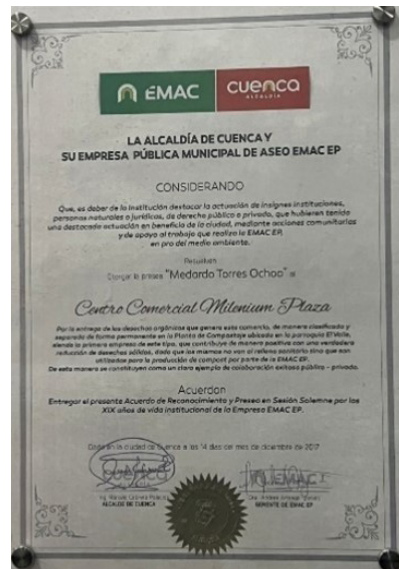 EMAC
cuenca
ALCALDÍA
LA ALCALDÍA DE CUENCA Y
SU EMPRESA PÚBLICA MUNICIPAL DE ASEO EMAC EP
CONSIDERANDO
Que, es deber de la Institución destacar la actuación de insignes instituciones,
personas naturales o jurídicas, de derecho público o privado, que hubieren tenido
una destacada actuación en beneficio de la ciudad, mediante acciones comunitarias
y de apoyo al trabajo que realiza la EMAC EP,
en pro del medio ambiente.
Resuelven
Otorgar la presea "Medardo Torres Ochoa" al
Centro Comercial Milenium Plaza
Por la entrega de los desechos orgánicos que genera este comercio, de manera clasificada y
separada de forma permanente en la Planta de Compostaje ubicada en la parroquia El Valle,
siendo la primera empresa de este tipo, que contribuye de manera positiva con una verdadera
reducción de desechos sólidos, dado que los mismos no van al relleno sanitario sino que son
utilizados para la producción de compost por parte de la EMAC EP.
De esta manera se constituyen como un claro ejemplo de colaboración exitosa público - privada.
Acuerdan
Entregar el presente Acuerdo de Reconocimiento y Presea en Sesión Solemne por los
XIX años de vida institucional de la Empresa EMAC EP.
Dado en la ciudad de Cuenca a los 14 días del mes de diciembre de 2017
Ing. Marcelo Cabrera Palacios
ALCALDE DE CUENCA
GERENTE DE EMAC EP